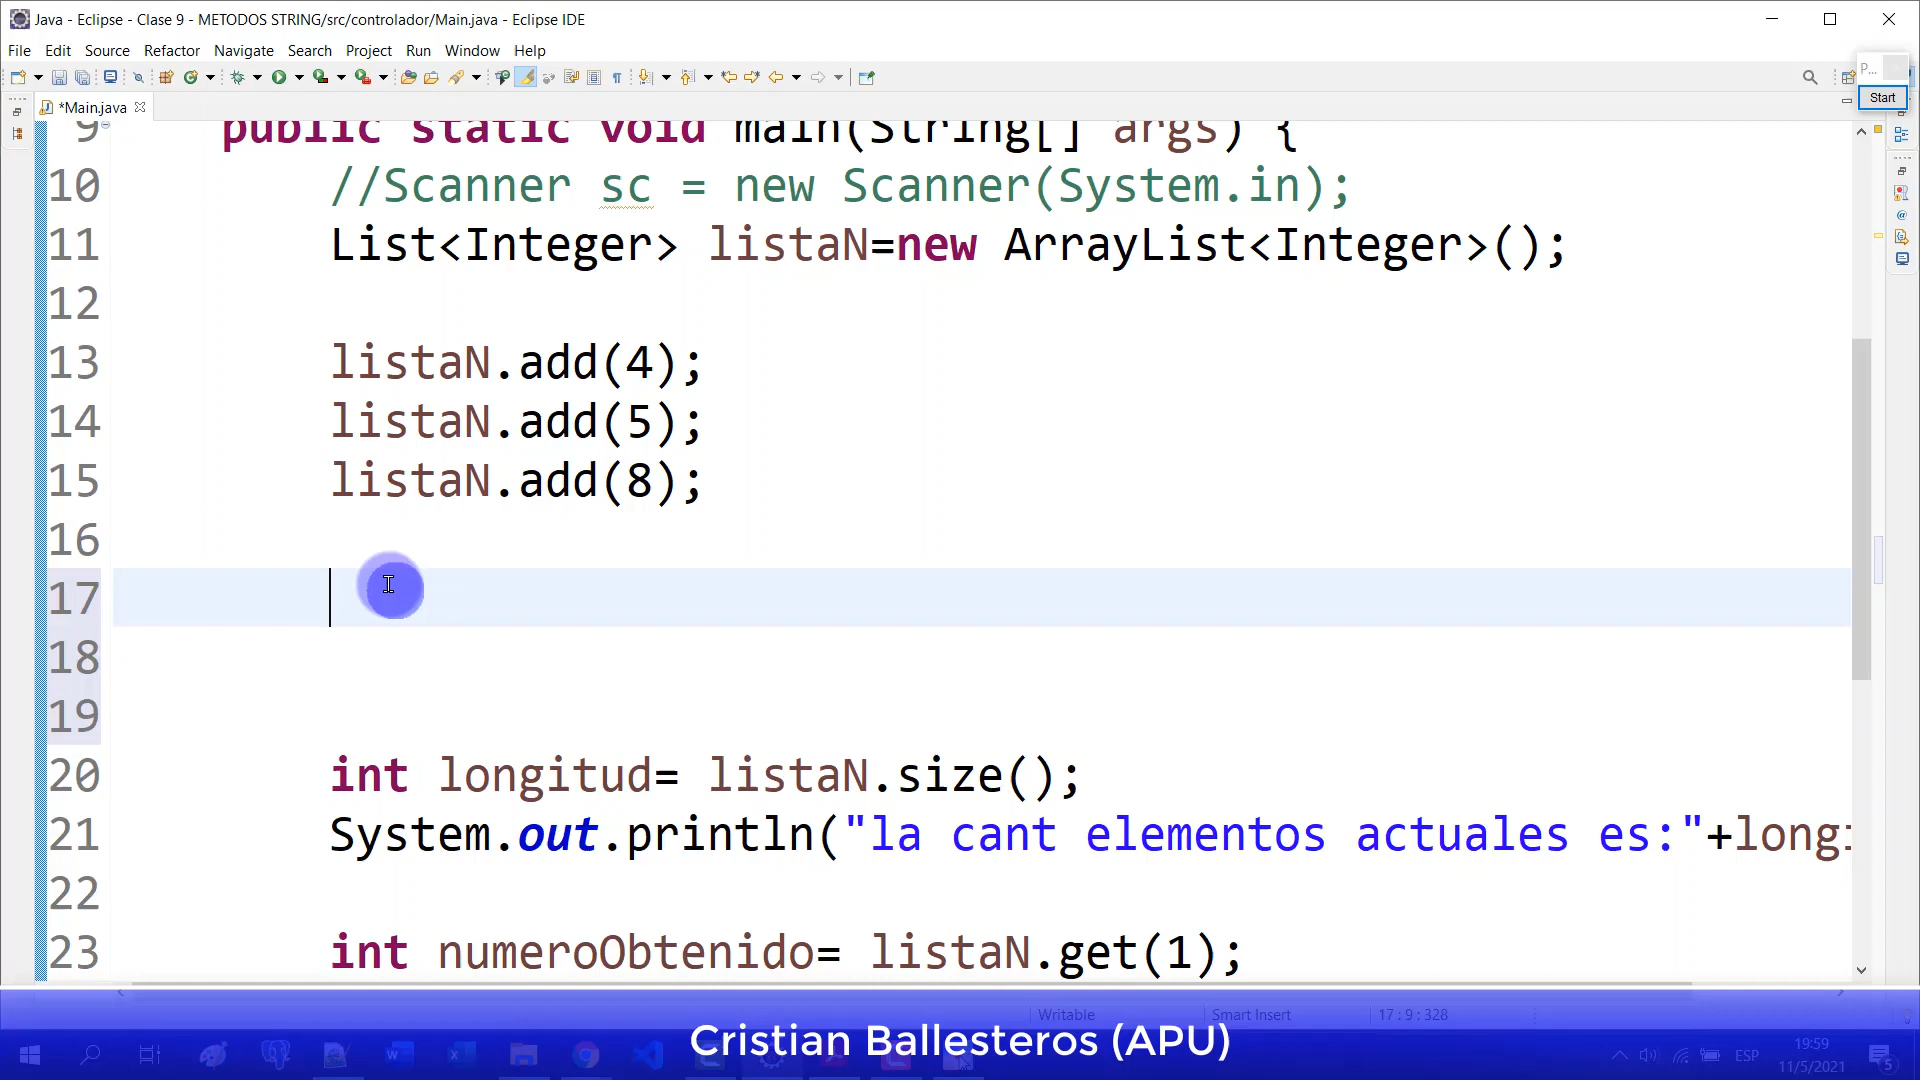 Java - Eclipse - Clase 9 - METODOS STRING/src/controlador/Main.java - Eclipse IDE
File Edit Source Refactor Navigate Search Project Run Window Help
P...
Start
*Main.java
9 public static void main(String[] args) {
10 //Scanner sc = new Scanner(System.in);
11 List<Integer> listaN=new ArrayList<Integer>();
12
13 listaN.add(4);
14 listaN.add(5);
15 listaN.add(8);
16
17
18
19
20 int longitud= listaN.size();
21 System.out.println("la cant elementos actuales es:"+longi
22
23 int numeroObtenido= listaN.get(1);
Writable Smart Insert 17 : 9 : 328
Cristian Ballesteros (APU)
ESP
19:59
11/5/2021
5